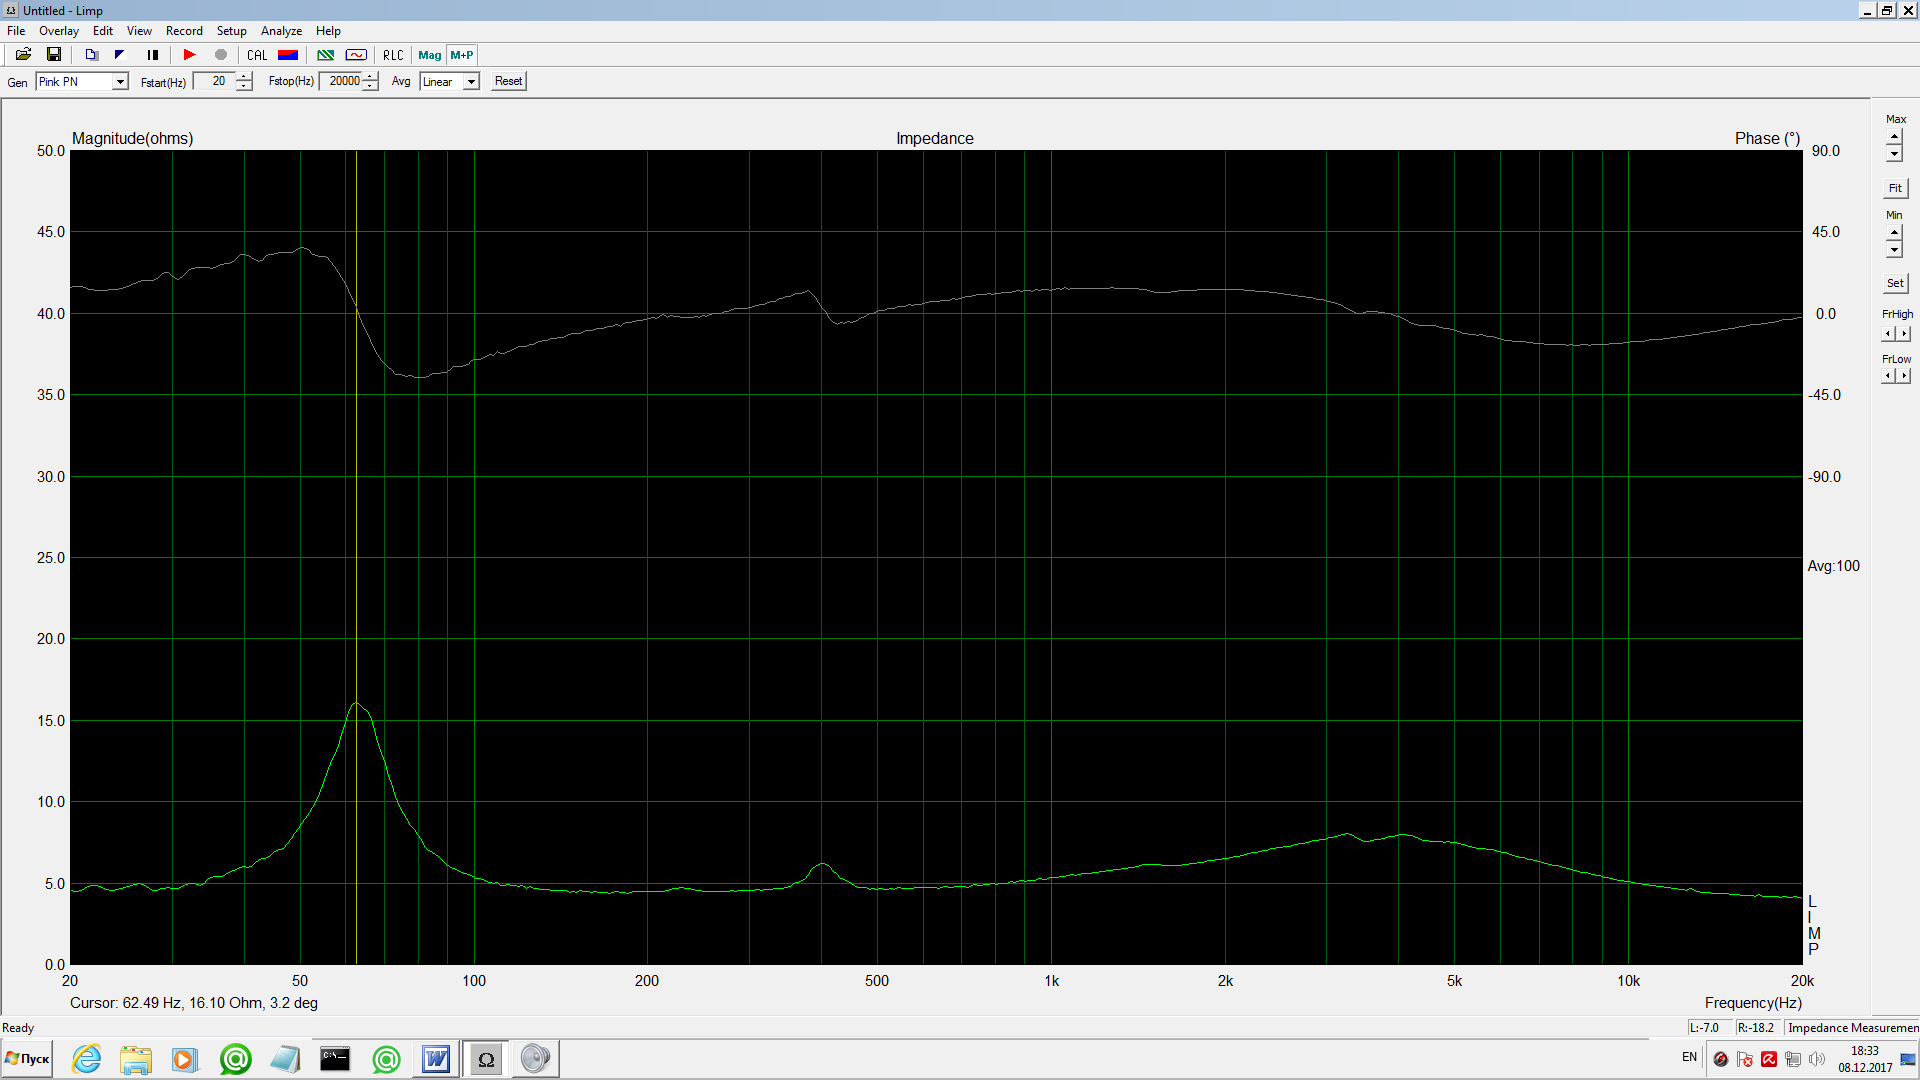 Untitled - Limp
File Overlay Edit View Record Setup Analyze Help
CAL RLC Mag M+P
Gen Pink PN Fstart(Hz) 20 Fstop(Hz) 20000 Avg Linear Reset
Magnitude(ohms) Impedance Phase (°)
50.0 90.0
45.0 45.0
40.0 0.0
35.0 -45.0
30.0 -90.0
25.0
Avg:100
20.0
15.0
10.0
5.0
0.0
L
I
M
P
20 50 100 200 500 1k 2k 5k 10k 20k
Cursor: 62.49 Hz, 16.10 Ohm, 3.2 deg Frequency(Hz)
Max
Fit
Min
Set
FrHigh
FrLow
Ready L:-7.0 R:-18.2 Impedance Measuremen
Пуск C:\_ W Ω EN 18:33
08.12.2017